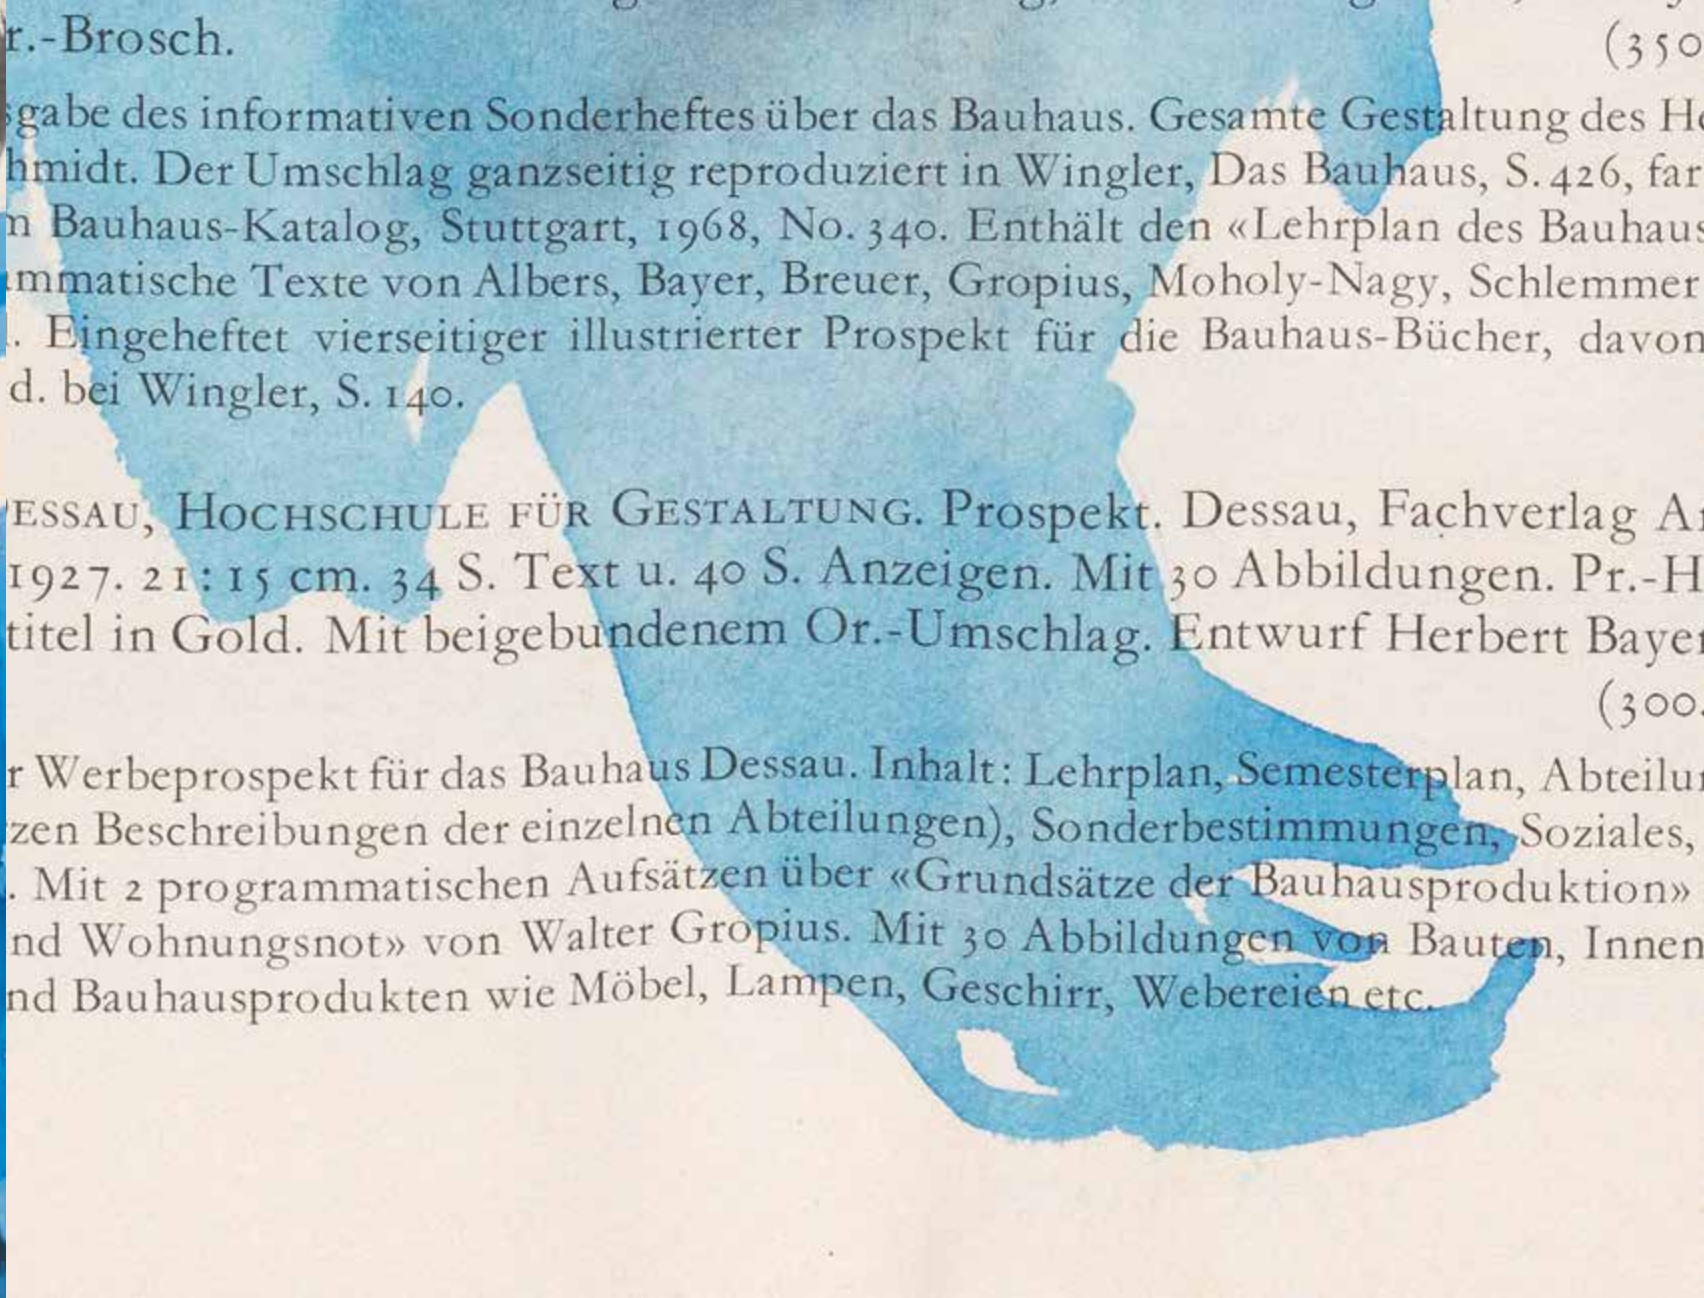 r.-Brosch.
(350
gabe des informativen Sonderheftes über das Bauhaus. Gesamte Gestaltung des He
hmidt. Der Umschlag ganzseitig reproduziert in Wingler, Das Bauhaus, S. 426, far
n Bauhaus-Katalog, Stuttgart, 1968, No. 340. Enthält den «Lehrplan des Bauhaus
mmatische Texte von Albers, Bayer, Breuer, Gropius, Moholy-Nagy, Schlemmer
. Eingeheftet vierseitiger illustrierter Prospekt für die Bauhaus-Bücher, davon
d. bei Wingler, S. 140.
ESSAU, HOCHSCHULE FÜR GESTALTUNG. Prospekt. Dessau, Fachverlag Ar
1927. 21: 15 cm. 34 S. Text u. 40 S. Anzeigen. Mit 30 Abbildungen. Pr.-H
titel in Gold. Mit beigebundenem Or.-Umschlag. Entwurf Herbert Bayer
(300.
r Werbeprospekt für das Bauhaus Dessau. Inhalt: Lehrplan, Semesterplan, Abteilun
zen Beschreibungen der einzelnen Abteilungen), Sonderbestimmungen, Soziales,
. Mit 2 programmatischen Aufsätzen über «Grundsätze der Bauhausproduktion»
nd Wohnungsnot» von Walter Gropius. Mit 30 Abbildungen von Bauten, Innen
nd Bauhausprodukten wie Möbel, Lampen, Geschirr, Webereien etc.